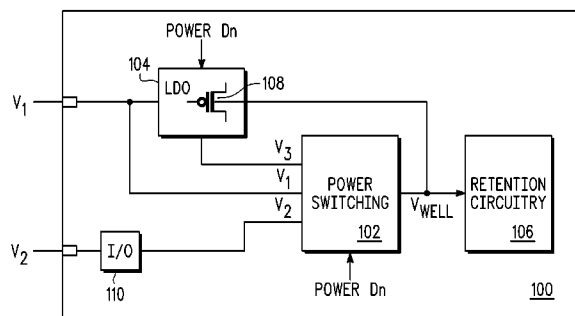 POWER Dn
104
LDO
108
V1
V3
V1
V2
POWER
SWITCHING
102
VWELL
RETENTION
CIRCUITRY
106
V2
I/O
110
POWER Dn
100